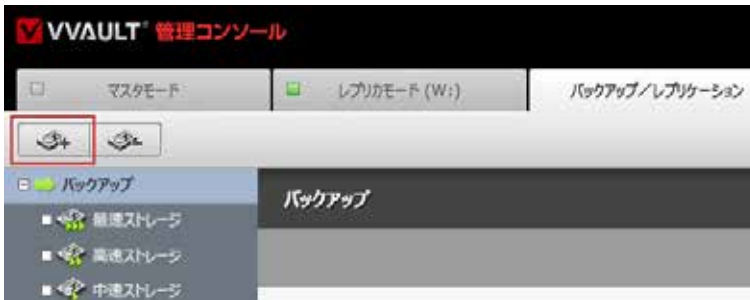 VVAULT® 管理コンソール
マスタモード
レプリカモード (W:)
バックアップ/レプリケーション
バックアップ
バックアップ
最速ストレージ
高速ストレージ
中速ストレージ